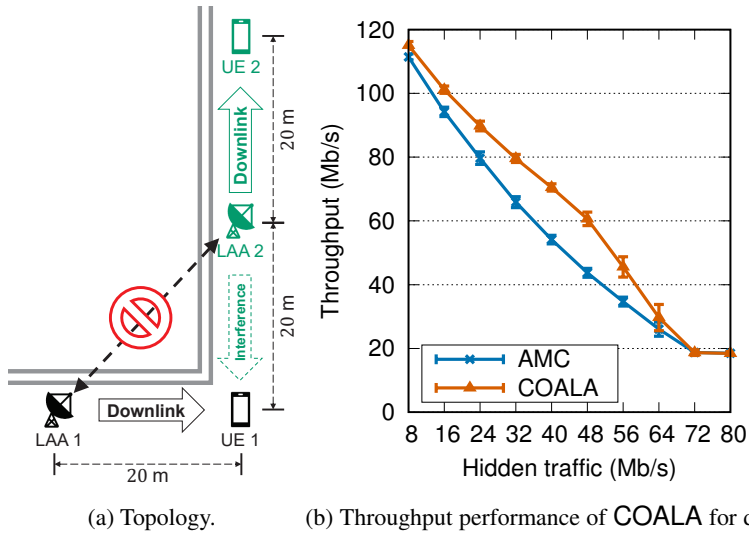 UE 2
Downlink
20 m
LAA 2
Interference
20 m
LAA 1
Downlink
UE 1
20 m
(a) Topology.
Throughput (Mb/s)
120
100
80
60
40
20
0
AMC
COALA
8 16 24 32 40 48 56 64 72 80
Hidden traffic (Mb/s)
(b) Throughput performance of COALA for